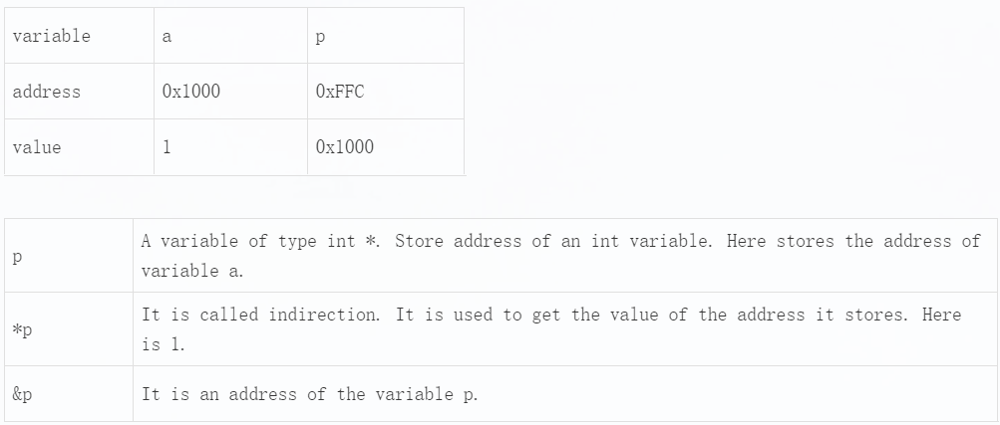 variable a p
address 0x1000 0xFFC
value 1 0x1000
p A variable of type int *. Store address of an int variable. Here stores the address of
variable a.
*p It is called indirection. It is used to get the value of the address it stores. Here
is 1.
&p It is an address of the variable p.